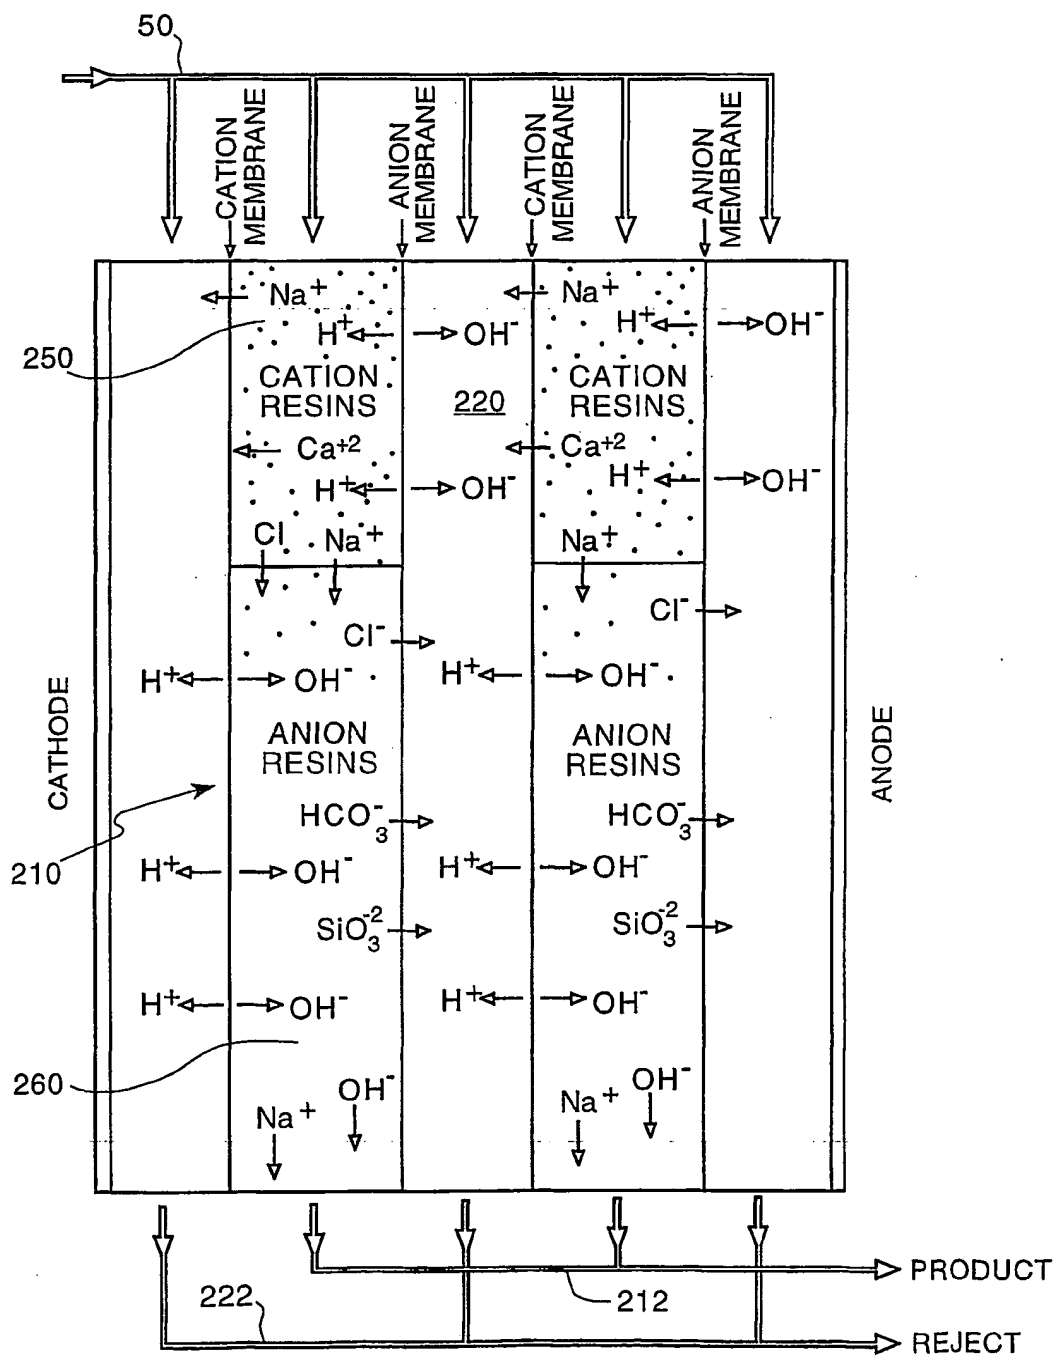 50
CATION
MEMBRANE
ANION
MEMBRANE
CATION
MEMBRANE
ANION
MEMBRANE
Na+
Na+
H+
OH-
H+
OH-
250
CATION
RESINS
220
CATION
RESINS
Ca+2
Ca+2
H+
OH-
H+
OH-
Cl
Na+
Na+
Cl-
Cl-
H+
OH-
H+
OH-
CATHODE
ANION
RESINS
ANION
RESINS
ANODE
HCO3-
HCO3-
210
H+
OH-
H+
OH-
SiO3-2
SiO3-2
H+
OH-
H+
OH-
260
Na+
OH-
Na+
OH-
PRODUCT
222
212
REJECT